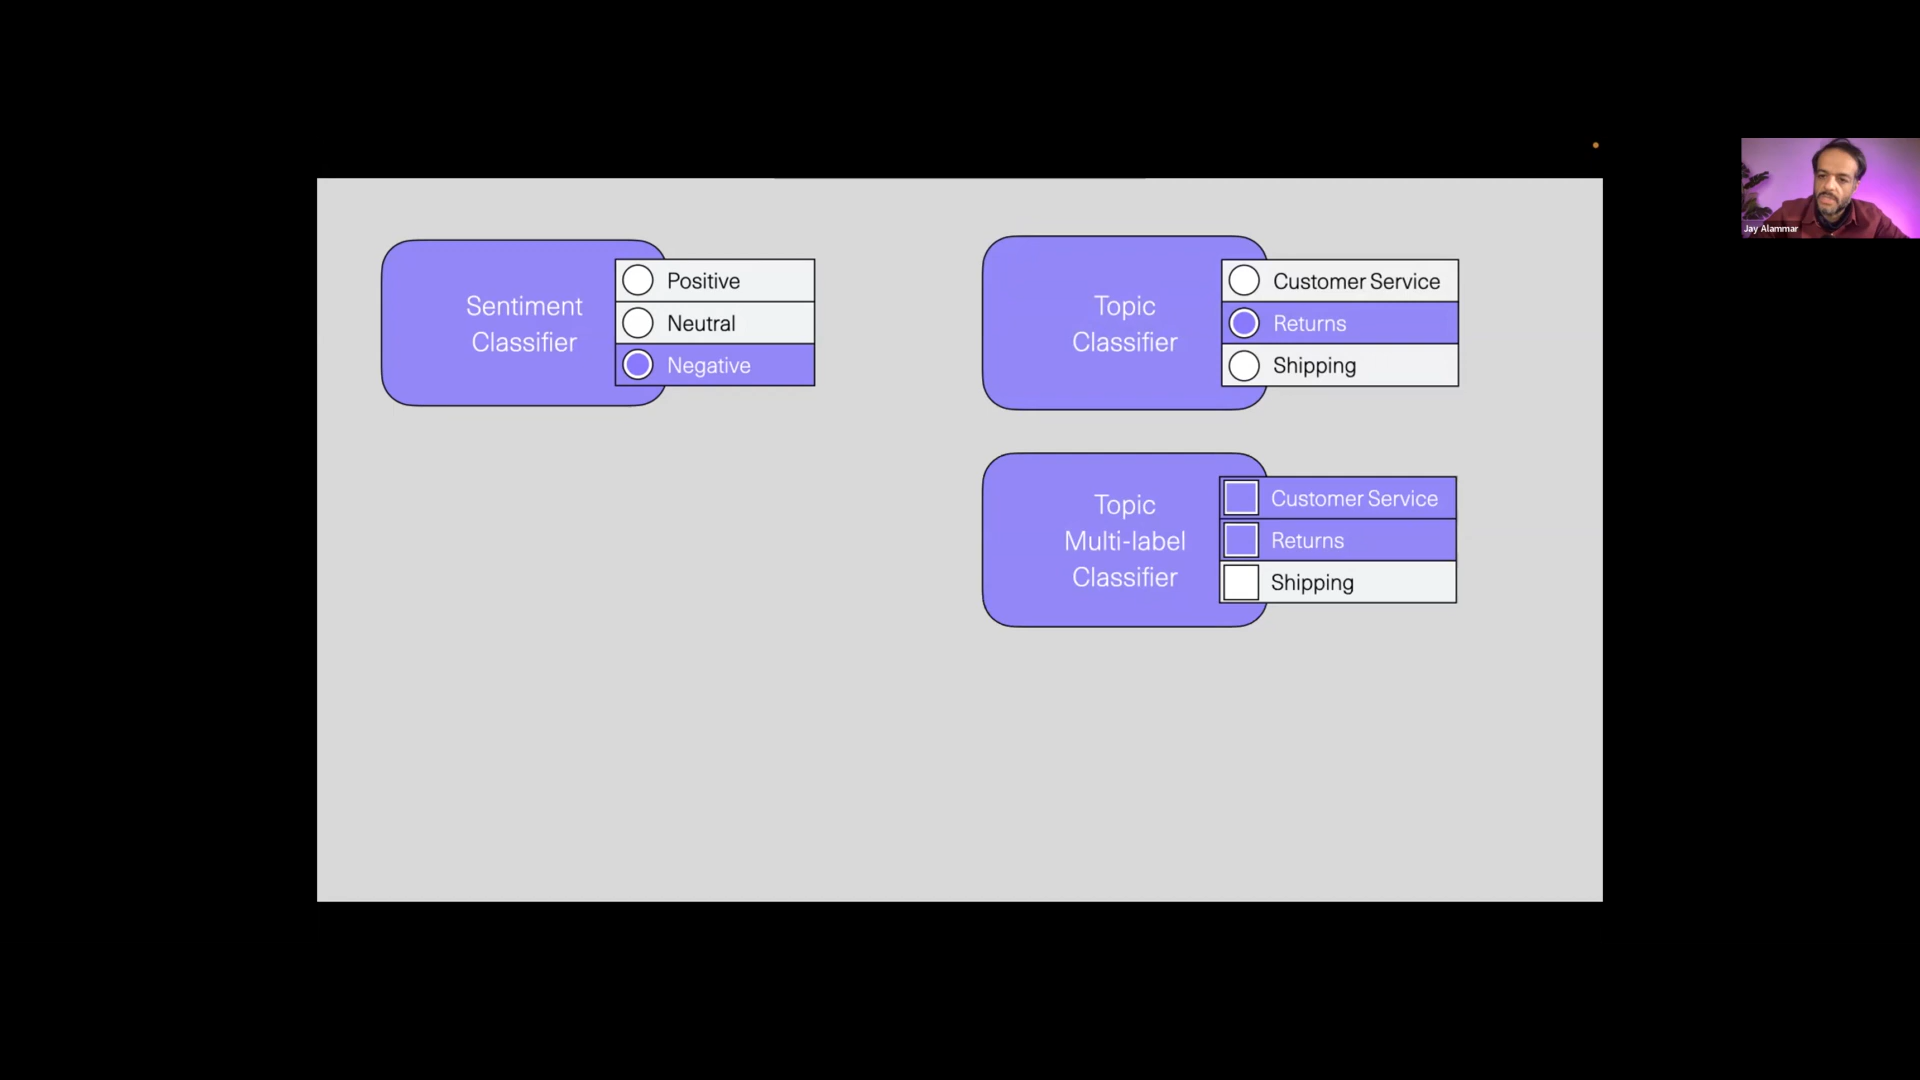 Sentiment
Classifier
Positive
Neutral
Negative
Topic
Classifier
Customer Service
Returns
Shipping
Topic
Multi-label
Classifier
Customer Service
Returns
Shipping
Jay Alammar